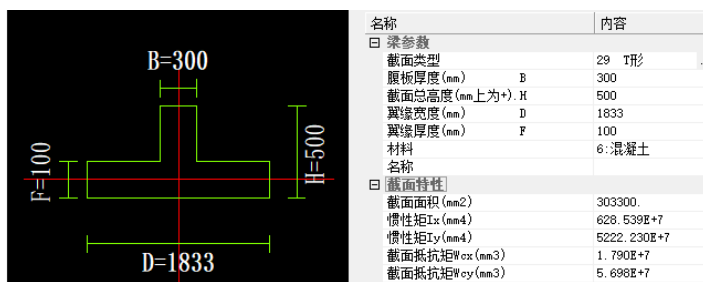 B=300
F=100
H=500
D=1833
名称 内容
梁参数
截面类型 29 T形
腹板厚度(mm) B 300
截面总高度(mm上为+). H 500
翼缘宽度(mm) D 1833
翼缘厚度(mm) F 100
材料 6:混凝土
名称
截面特性
截面面积(mm2) 303300.
惯性矩Ix(mm4) 628.539E+7
惯性矩Iy(mm4) 5222.230E+7
截面抵抗矩Wcx(mm3) 1.790E+7
截面抵抗矩Wcy(mm3) 5.698E+7